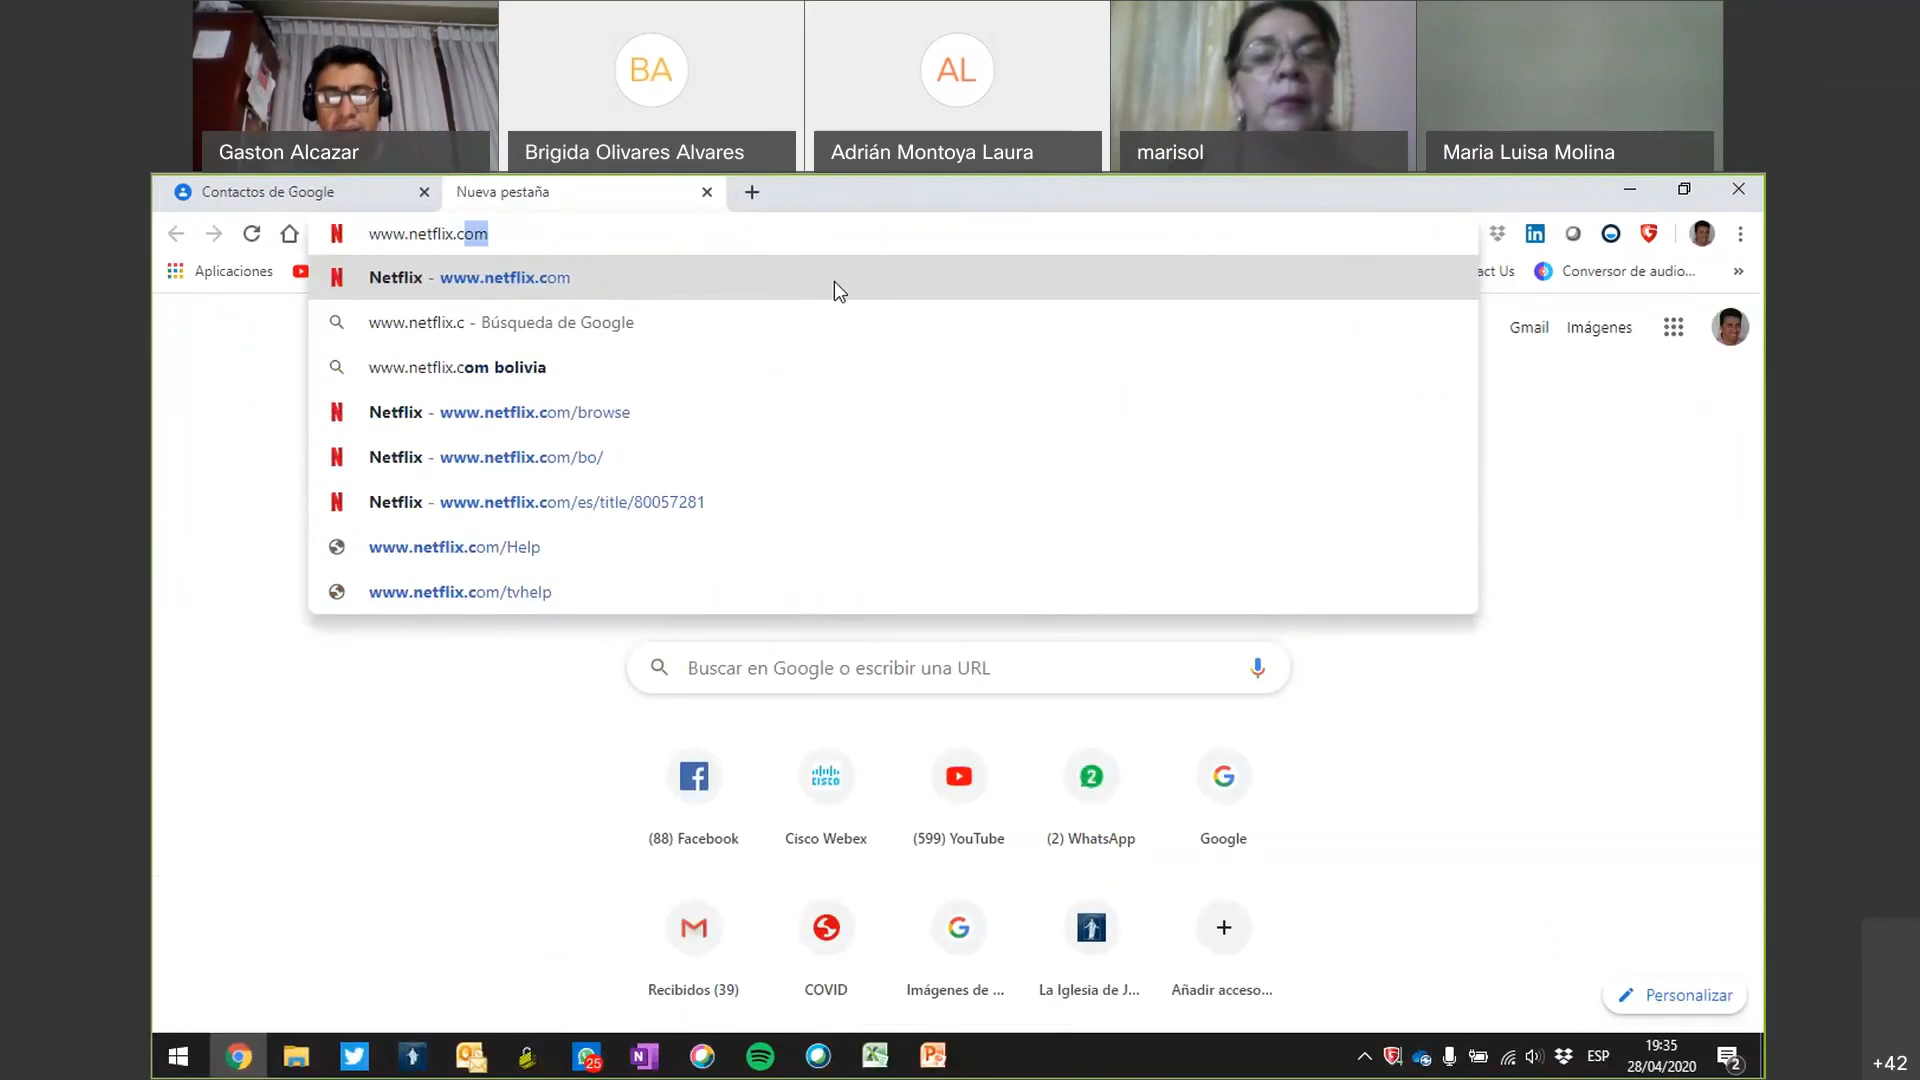 BA
AL
Gaston Alcazar
Brigida Olivares Alvares
Adrián Montoya Laura
marisol
Maria Luisa Molina
Contactos de Google
Nueva pestaña
www.netflix.com
Aplicaciones
act Us
Conversor de audio...
»
Netflix - www.netflix.com
www.netflix.c - Búsqueda de Google
www.netflix.com bolivia
Netflix - www.netflix.com/browse
Netflix - www.netflix.com/bo/
Netflix - www.netflix.com/es/title/80057281
www.netflix.com/Help
www.netflix.com/tvhelp
Gmail
Imágenes
Buscar en Google o escribir una URL
cisco
2
(88) Facebook
Cisco Webex
(599) YouTube
(2) WhatsApp
Google
Recibidos (39)
COVID
Imágenes de ...
La Iglesia de J...
Añadir acceso...
Personalizar
25
ESP
19:35
28/04/2020
2
+42